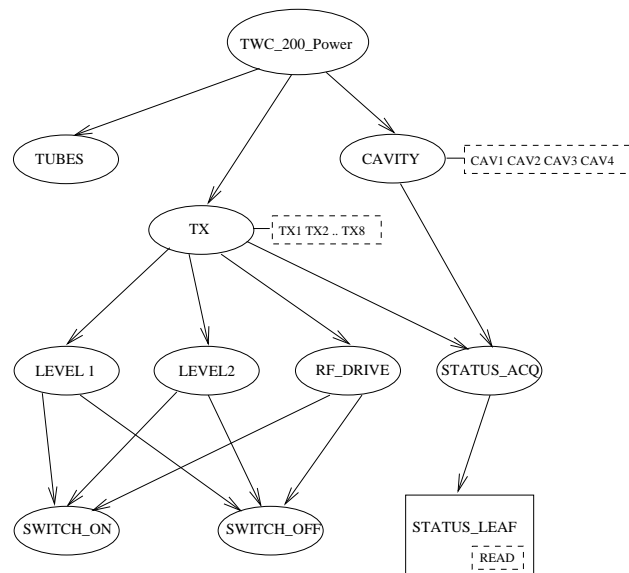 TWC_200_Power
TUBES
CAVITY
CAV1 CAV2 CAV3 CAV4
TX
TX1 TX2 .. TX8
LEVEL 1
LEVEL2
RF_DRIVE
STATUS_ACQ
SWITCH_ON
SWITCH_OFF
STATUS_LEAF
READ